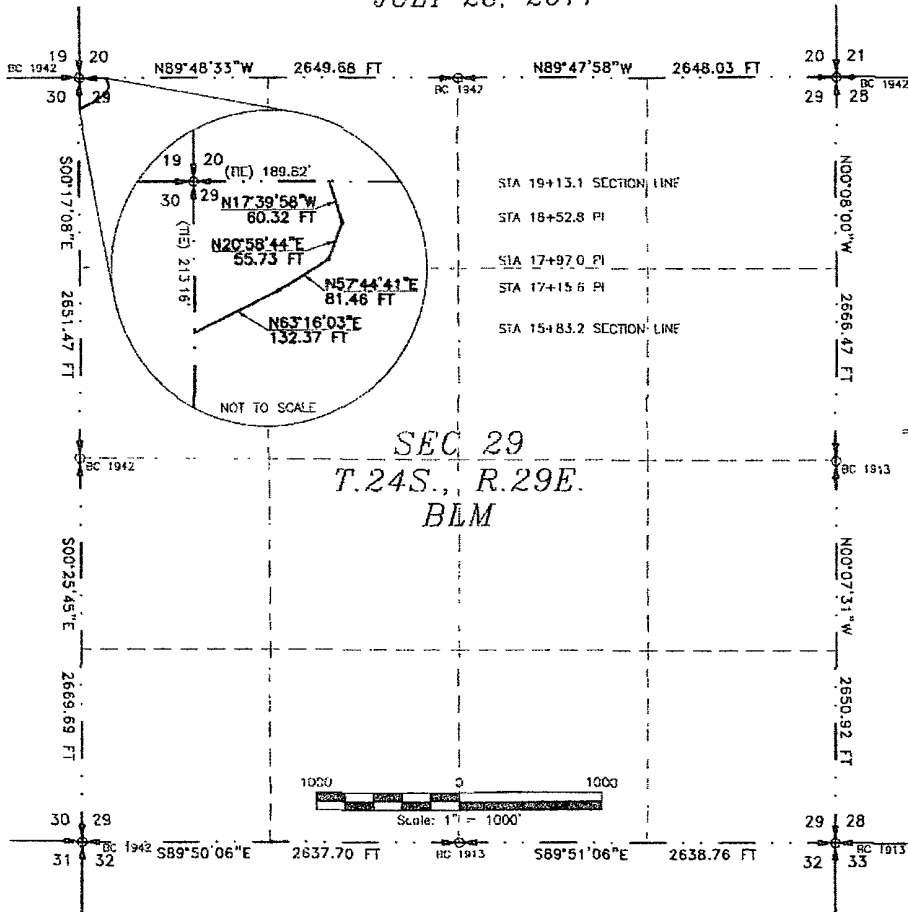 19 20
20 21
BC 1942
N89°48'33"W 2649.68 FT
BC 1942
N89°47'58"W 2648.03 FT
BC 1942
30 29
29 28
S00°17'08"E 2651.47 FT
N00°08'00"W 2666.47 FT
19 20
(TIE) 189.82'
30 29
(TIE) 213.16'
N17°39'58"W
60.32 FT
N20°58'44"E
55.73 FT
N57°44'41"E
81.46 FT
N63°16'03"E
132.37 FT
NOT TO SCALE
STA 19+13.1 SECTION LINE
STA 18+52.8 PI
STA 17+97.0 PI
STA 17+15.6 PI
STA 15+83.2 SECTION LINE
SEC 29
T.24S., R.29E.
BLM
BC 1942
BC 1913
S00°25'45"E 2669.69 FT
N00°07'31"W 2650.92 FT
1000 0 1000
Scale: 1" = 1000'
30 29
29 28
BC 1942
S89°50'06"E 2637.70 FT
BC 1913
S89°51'06"E 2638.76 FT
BC 1913
31 32
32 33